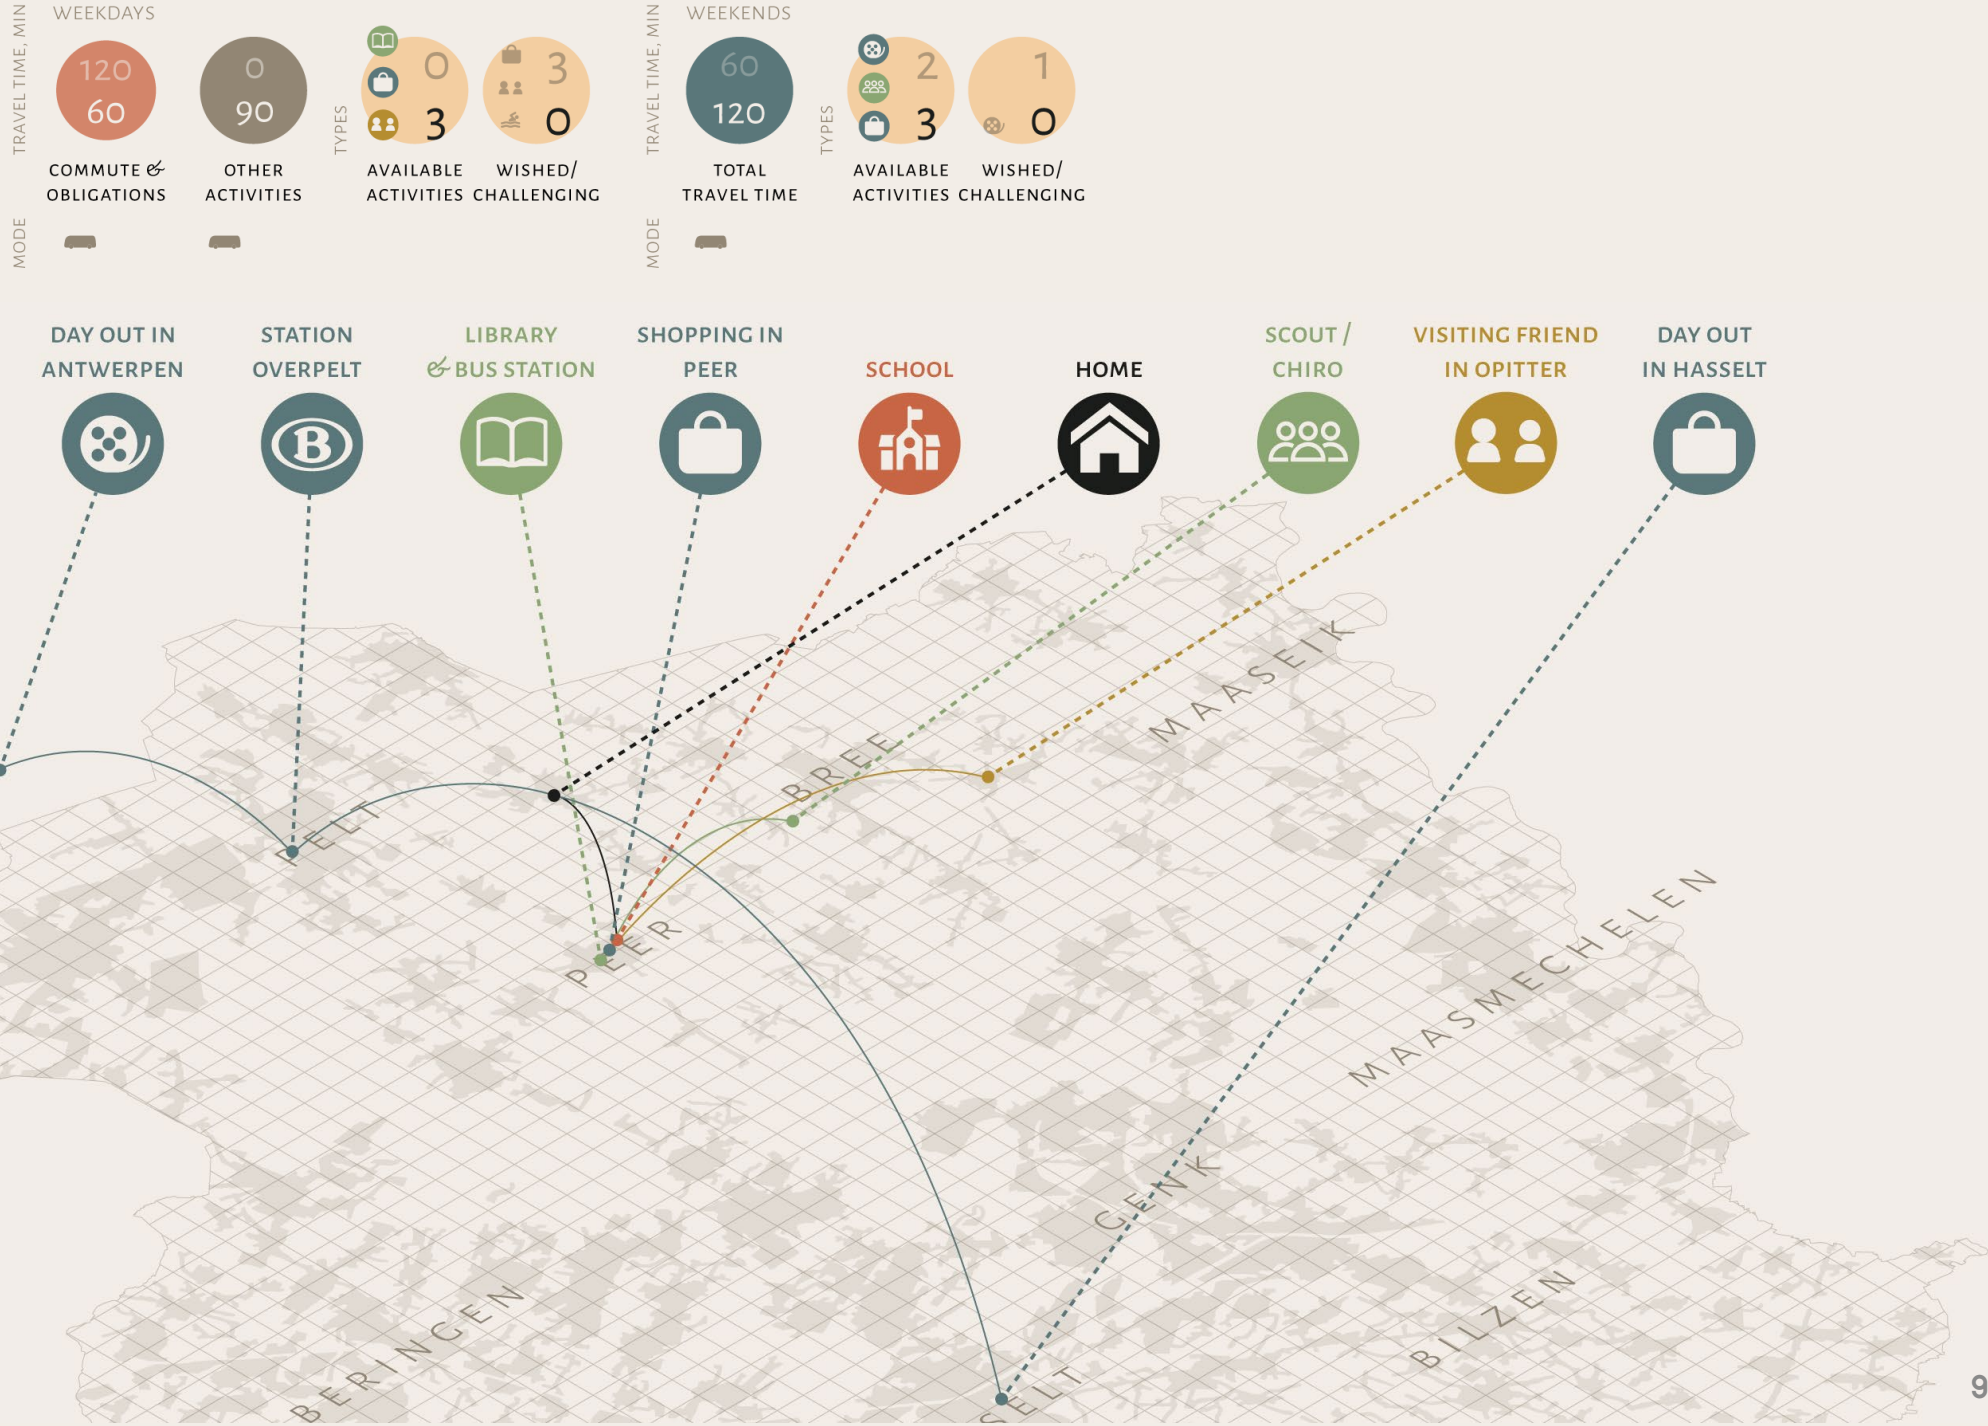 TRAVEL TIME, MIN
WEEKDAYS
120
60
COMMUTE &
OBLIGATIONS
0
90
OTHER
ACTIVITIES
TYPES
0
3
AVAILABLE
ACTIVITIES
3
0
WISHED/
CHALLENGING
MODE
TRAVEL TIME, MIN
WEEKENDS
60
120
TOTAL
TRAVEL TIME
TYPES
2
3
AVAILABLE
ACTIVITIES
1
0
WISHED/
CHALLENGING
MODE
DAY OUT IN
ANTWERPEN
STATION
OVERPELT
B
LIBRARY
& BUS STATION
SHOPPING IN
PEER
SCHOOL
HOME
SCOUT /
CHIRO
VISITING FRIEND
IN OPITTER
DAY OUT
IN HASSELT
MAASEIK
BREE
PELT
PEER
MAASMECHELEN
GENK
BERINGEN
BILZEN
SELT
9